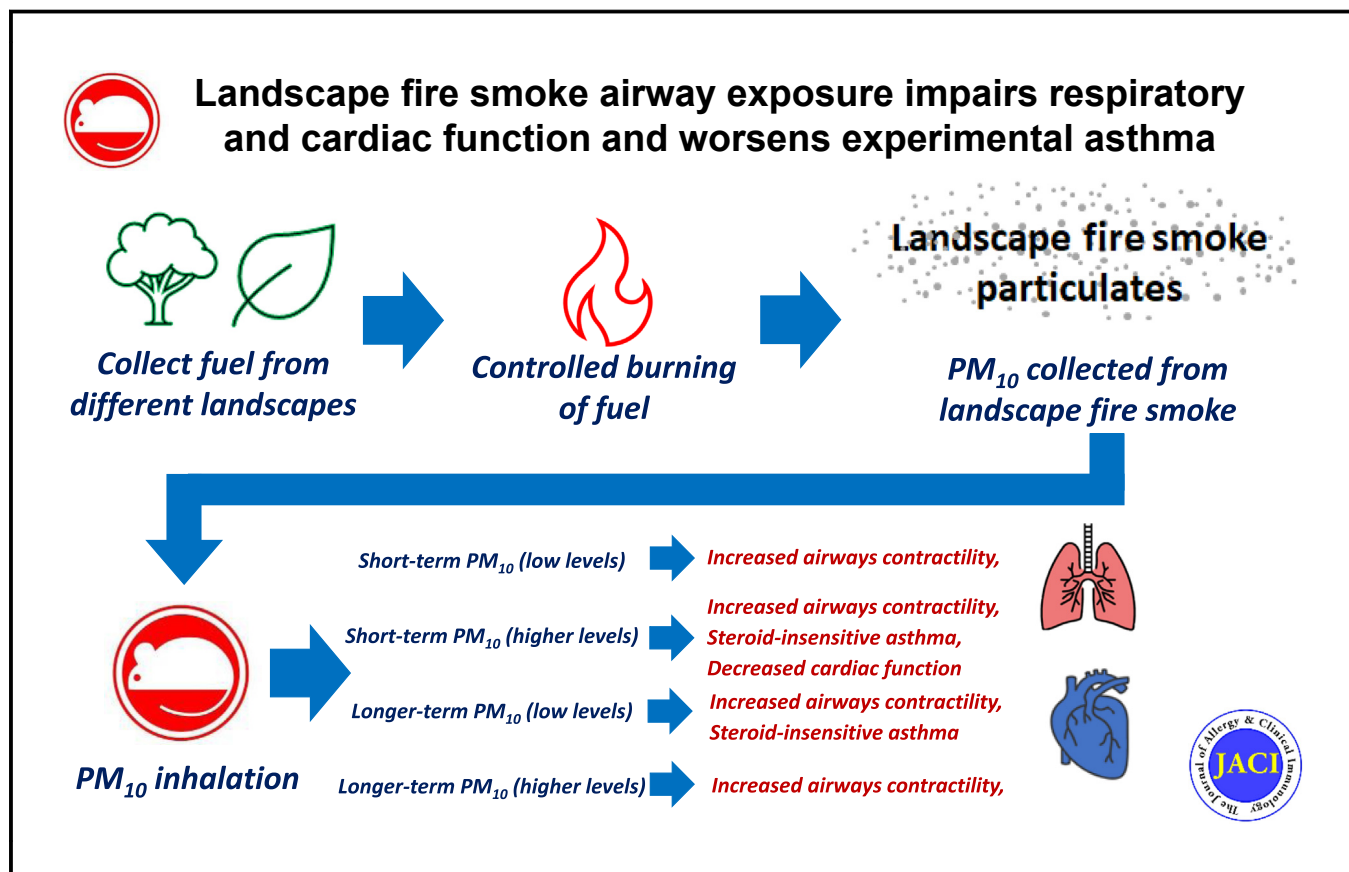 Landscape fire smoke airway exposure impairs respiratory
and cardiac function and worsens experimental asthma
Landscape fire smoke
particulates
Collect fuel from
different landscapes
Controlled burning
of fuel
PM₁₀ collected from
landscape fire smoke
Short-term PM₁₀ (low levels)
Increased airways contractility,
Short-term PM₁₀ (higher levels)
Increased airways contractility,
Steroid-insensitive asthma,
Decreased cardiac function
Longer-term PM₁₀ (low levels)
Increased airways contractility,
Steroid-insensitive asthma
PM₁₀ inhalation
Longer-term PM₁₀ (higher levels)
Increased airways contractility,
The Journal of Allergy & Clinical Immunology
JACI